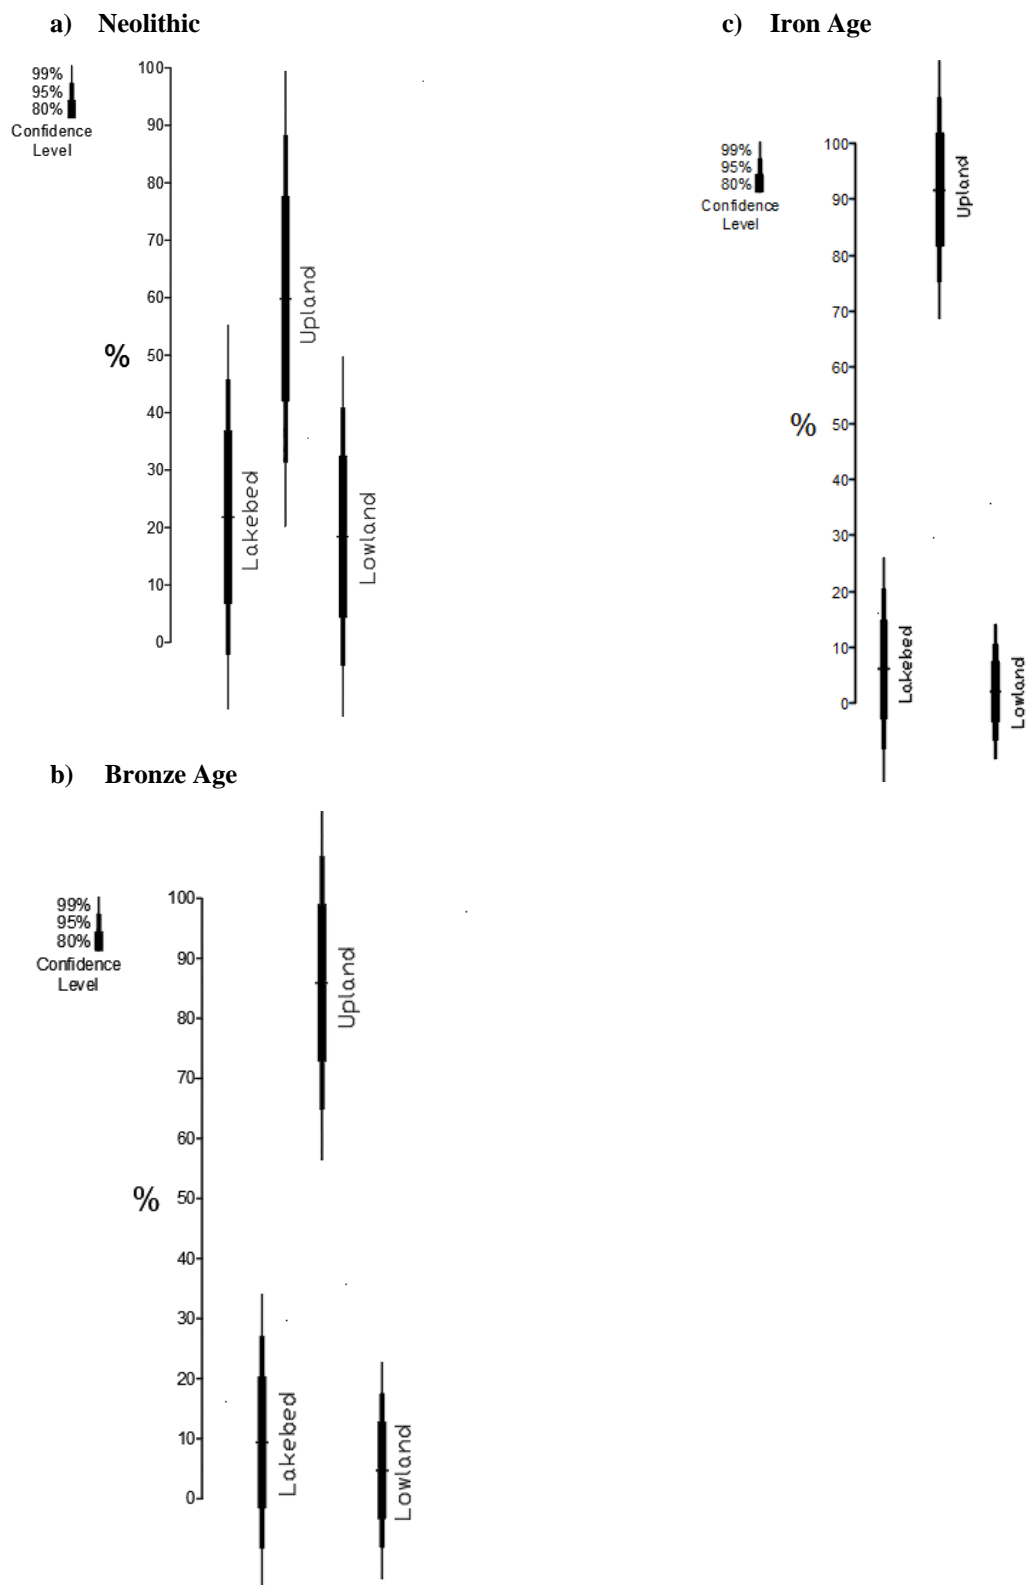 a) Neolithic
99%
95%
80%
Confidence
Level
100
90
80
70
60
50
40
30
20
10
0
%
Lakebed
Upland
Lowland
c) Iron Age
99%
95%
80%
Confidence
Level
100
90
80
70
60
50
40
30
20
10
0
%
Lakebed
Upland
Lowland
b) Bronze Age
99%
95%
80%
Confidence
Level
100
90
80
70
60
50
40
30
20
10
0
%
Lakebed
Upland
Lowland